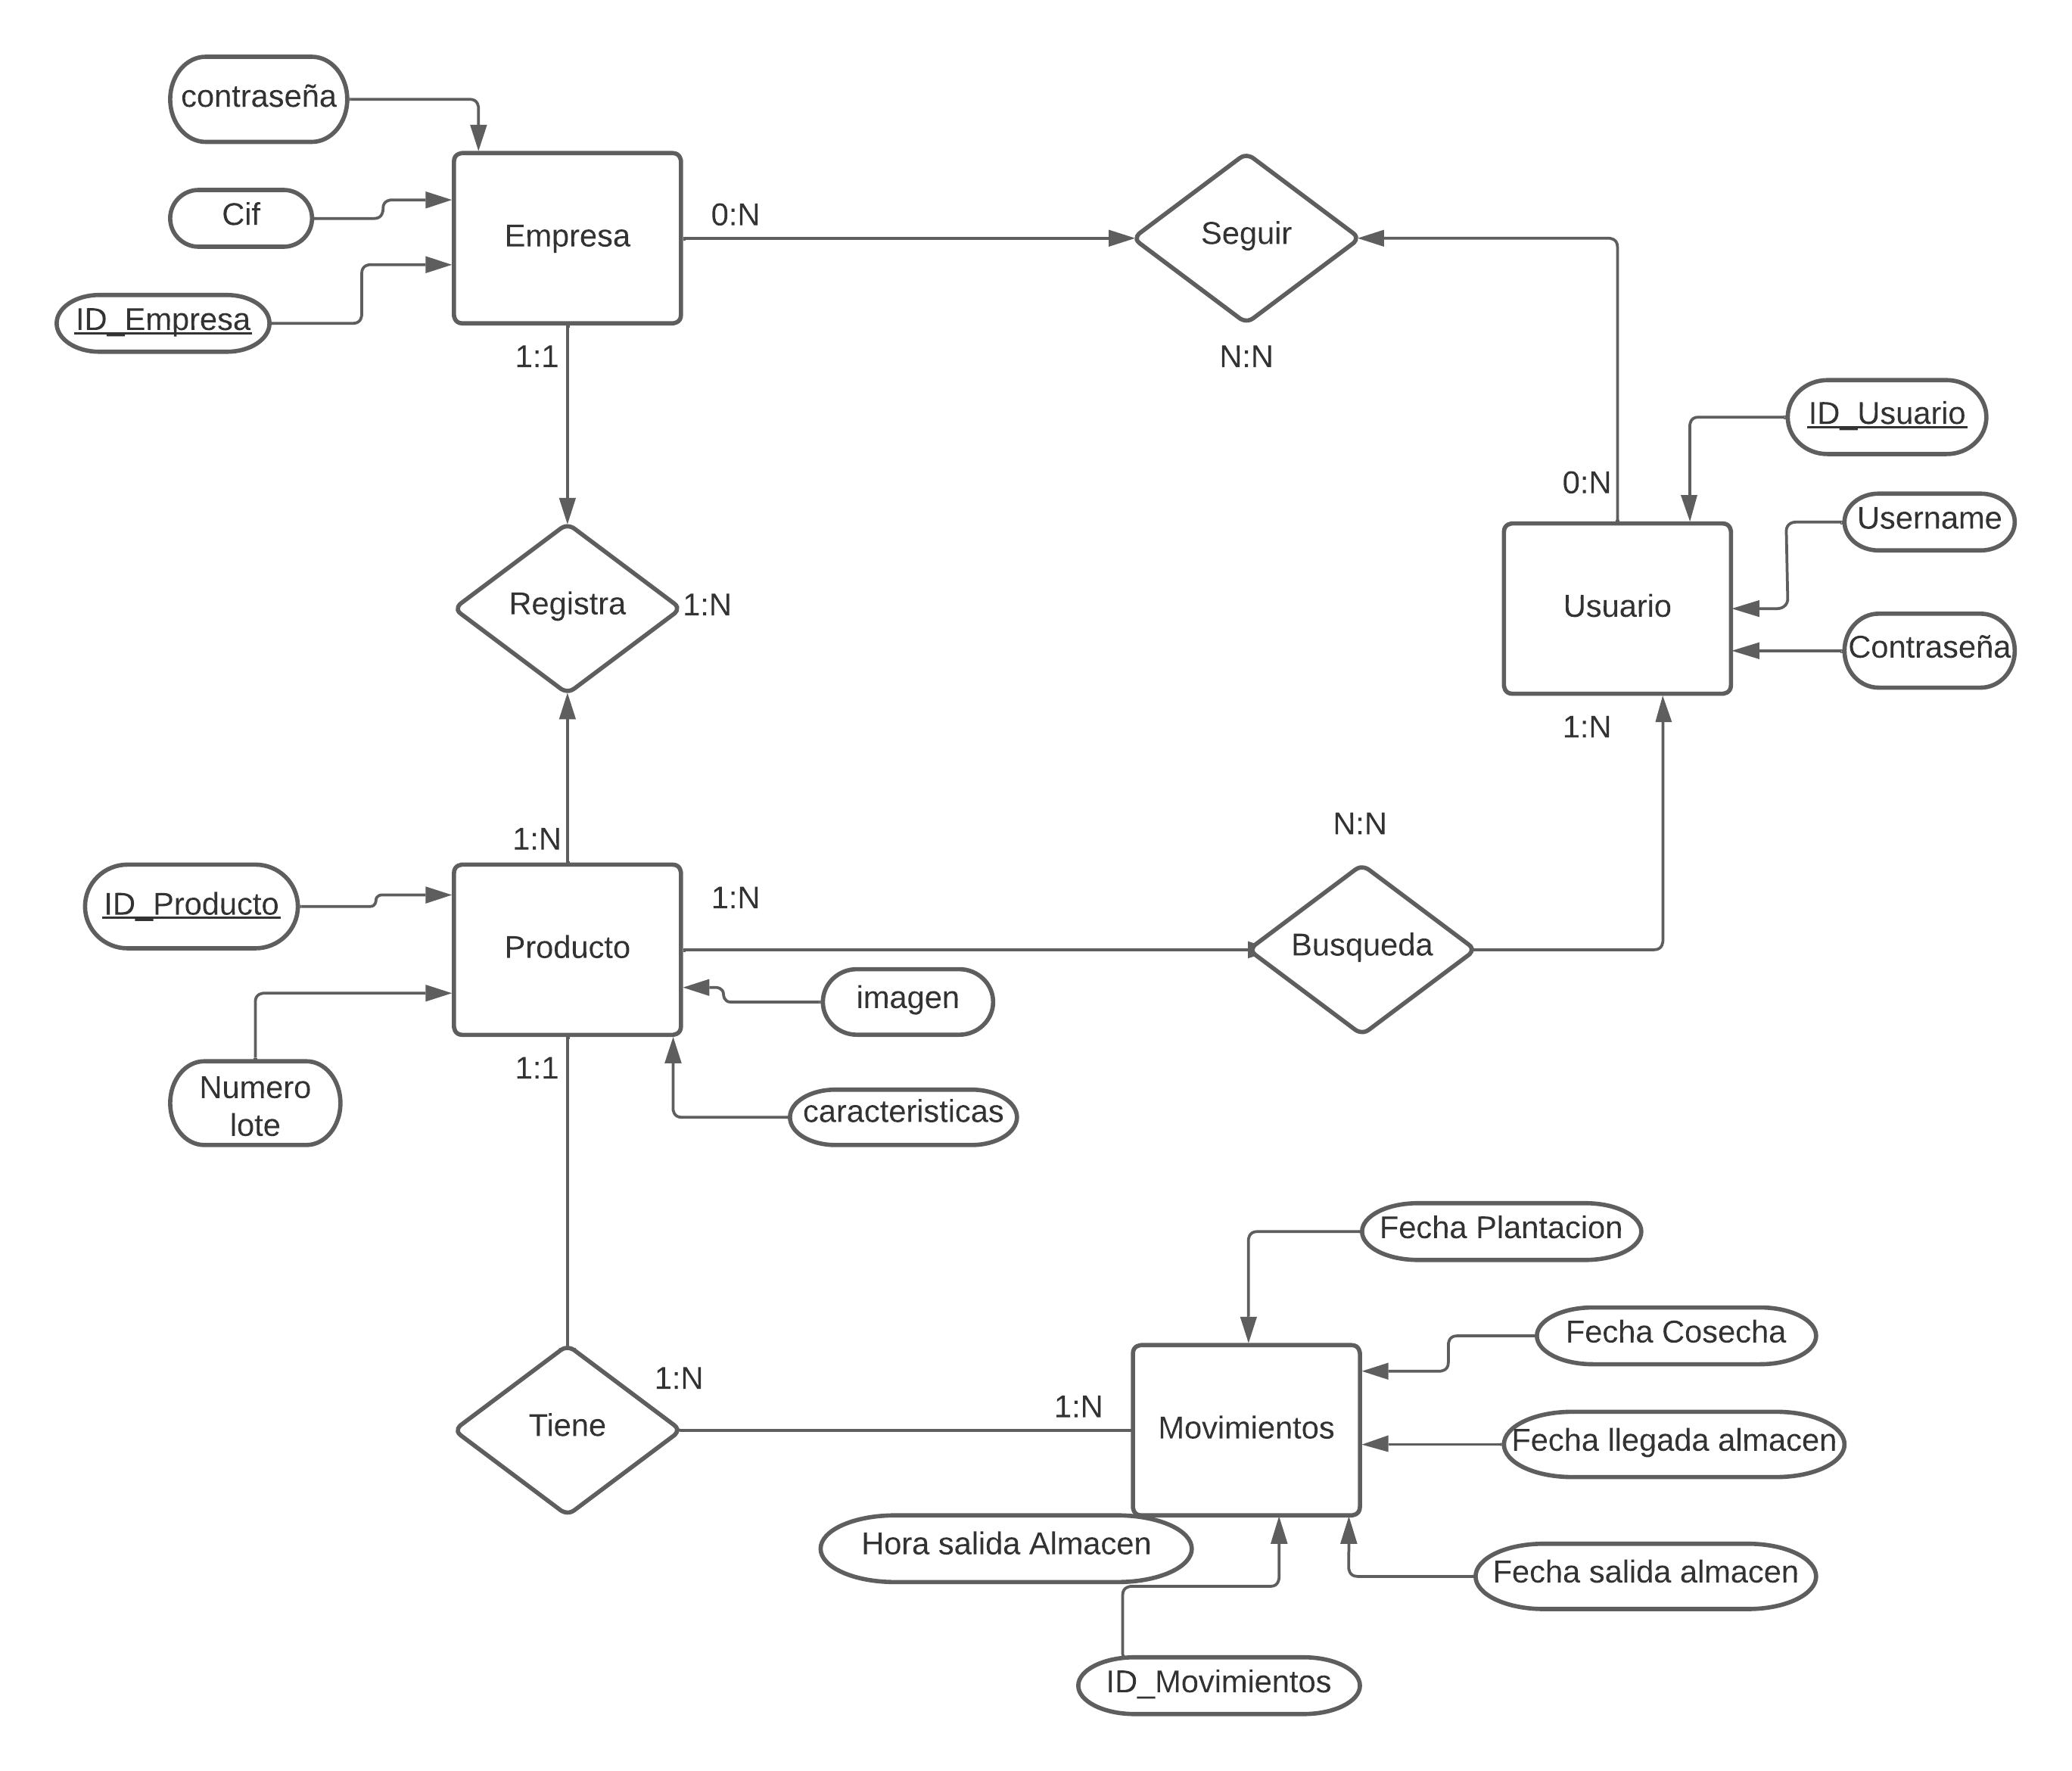 contraseña
Cif
Empresa
0:N
Seguir
ID_Empresa
1:1
N:N
ID_Usuario
0:N
Username
Registra
1:N
Usuario
Contraseña
1:N
N:N
1:N
ID_Producto
1:N
Producto
Busqueda
imagen
1:1
Numero
lote
caracteristicas
Fecha Plantacion
Fecha Cosecha
1:N
1:N
Tiene
Movimientos
Fecha llegada almacen
Hora salida Almacen
Fecha salida almacen
ID_Movimientos